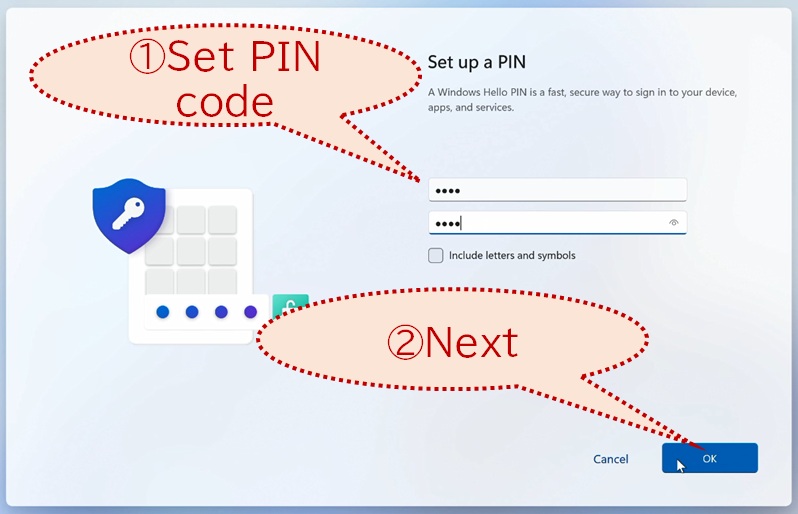 ①Set PIN
code
Set up a PIN
A Windows Hello PIN is a fast, secure way to sign in to your device,
apps, and services.
Include letters and symbols
②Next
Cancel
OK